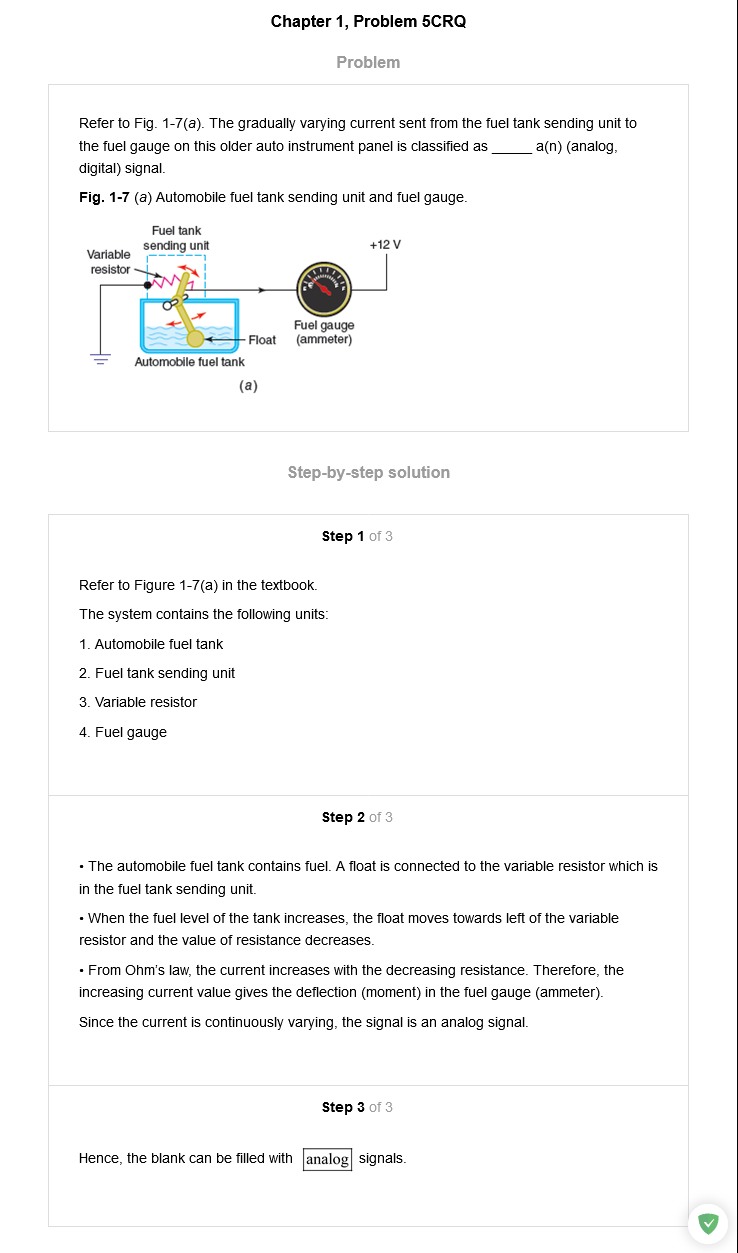 Chapter 1, Problem 5CRQ
Problem
Refer to Fig. 1-7(a). The gradually varying current sent from the fuel tank sending unit to
the fuel gauge on this older auto instrument panel is classified as _____ a(n) (analog,
digital) signal.
Fig. 1-7 (a) Automobile fuel tank sending unit and fuel gauge.
Fuel tank
sending unit
Variable
resistor
+12 V
Fuel gauge
(ammeter)
Float
Automobile fuel tank
(a)
Step-by-step solution
Step 1 of 3
Refer to Figure 1-7(a) in the textbook.
The system contains the following units:
1. Automobile fuel tank
2. Fuel tank sending unit
3. Variable resistor
4. Fuel gauge
Step 2 of 3
• The automobile fuel tank contains fuel. A float is connected to the variable resistor which is
in the fuel tank sending unit.
• When the fuel level of the tank increases, the float moves towards left of the variable
resistor and the value of resistance decreases.
• From Ohm's law, the current increases with the decreasing resistance. Therefore, the
increasing current value gives the deflection (moment) in the fuel gauge (ammeter).
Since the current is continuously varying, the signal is an analog signal.
Step 3 of 3
Hence, the blank can be filled with analog signals.